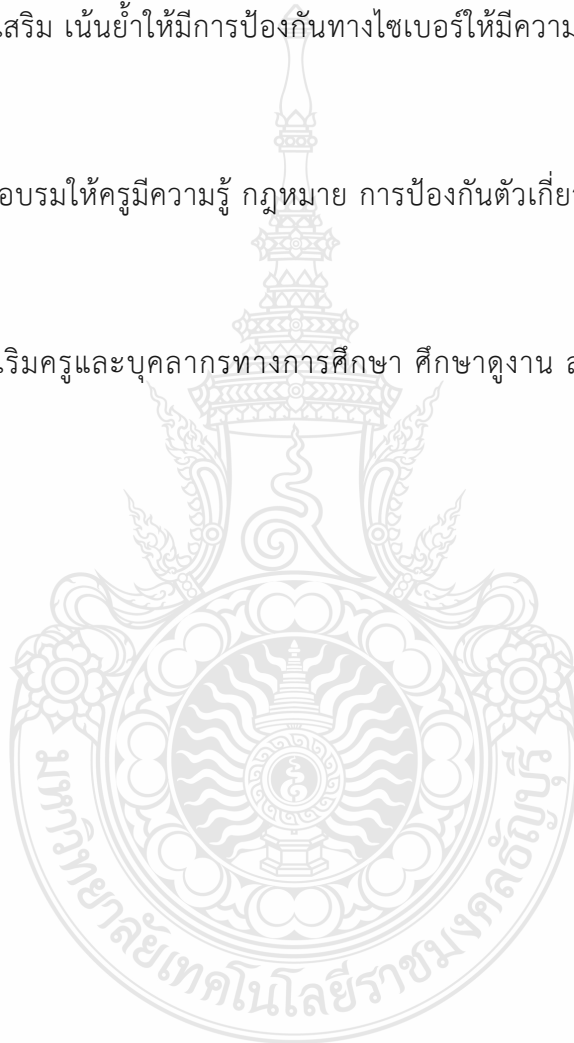 เสริม เน้นย้ำให้มีการป้องกันทางไซเบอร์ให้มีความ
อบรมให้ครูมีความรู้ กฎหมาย การป้องกันตัวเกี่ย
เริมครูและบุคลากรทางการศึกษา ศึกษาดูงาน
มหาวิทยาลัยเทคโนโลยีราชมงคลธัญบุรี